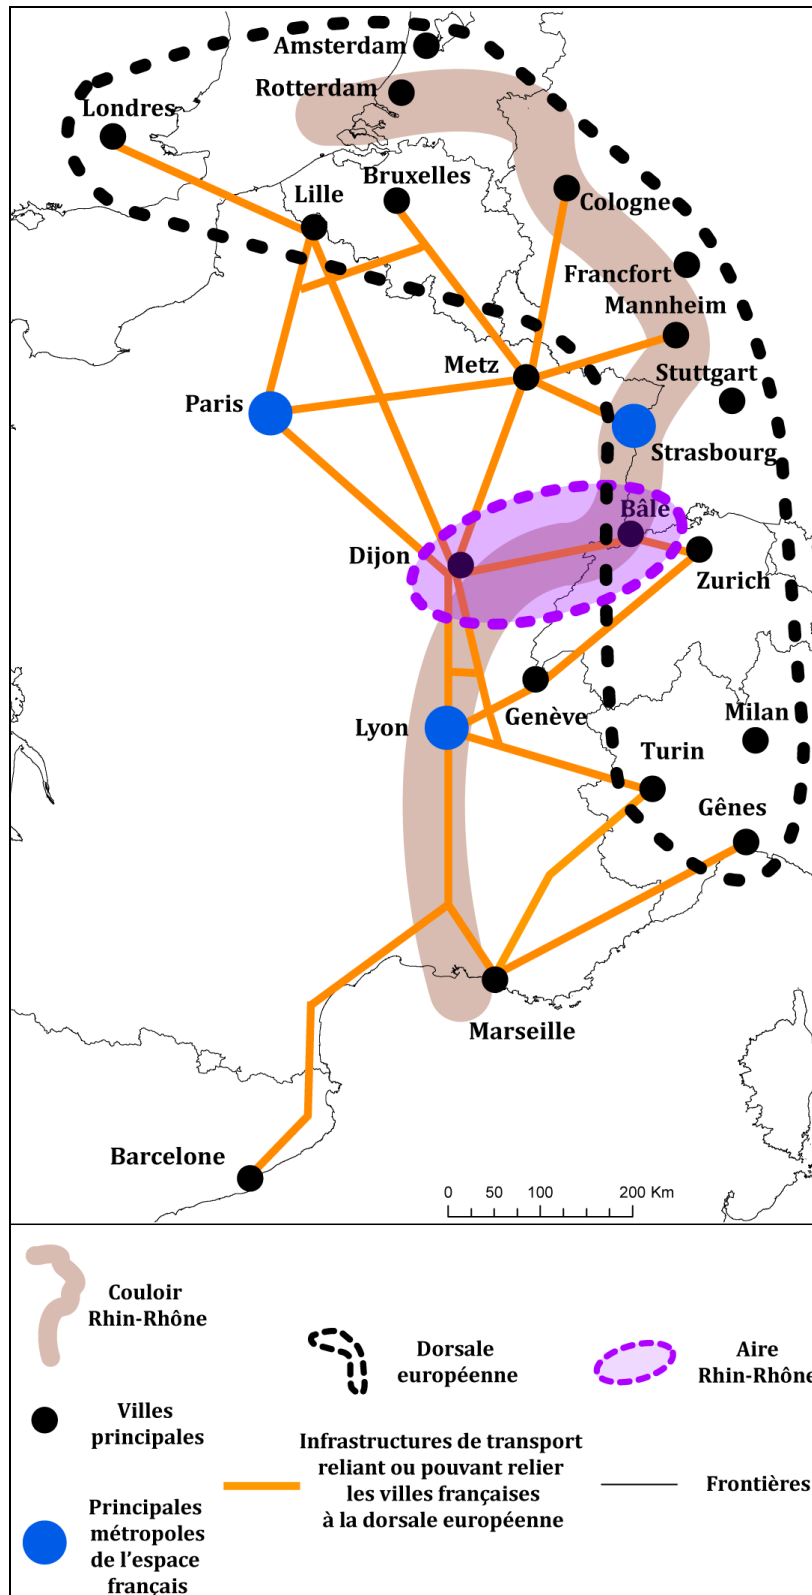 Amsterdam
Rotterdam
Londres
Bruxelles
Lille
Cologne
Francfort
Mannheim
Metz
Stuttgart
Paris
Strasbourg
Bâle
Dijon
Zurich
Genève
Milan
Lyon
Turin
Gênes
Marseille
Barcelone
0 50 100 200 Km
Couloir
Rhin-Rhône
Dorsale
européenne
Aire
Rhin-Rhône
Villes
principales
Infrastructures de transport
reliant ou pouvant relier
les villes françaises
à la dorsale européenne
Frontières
Principales
métropoles
de l'espace
français